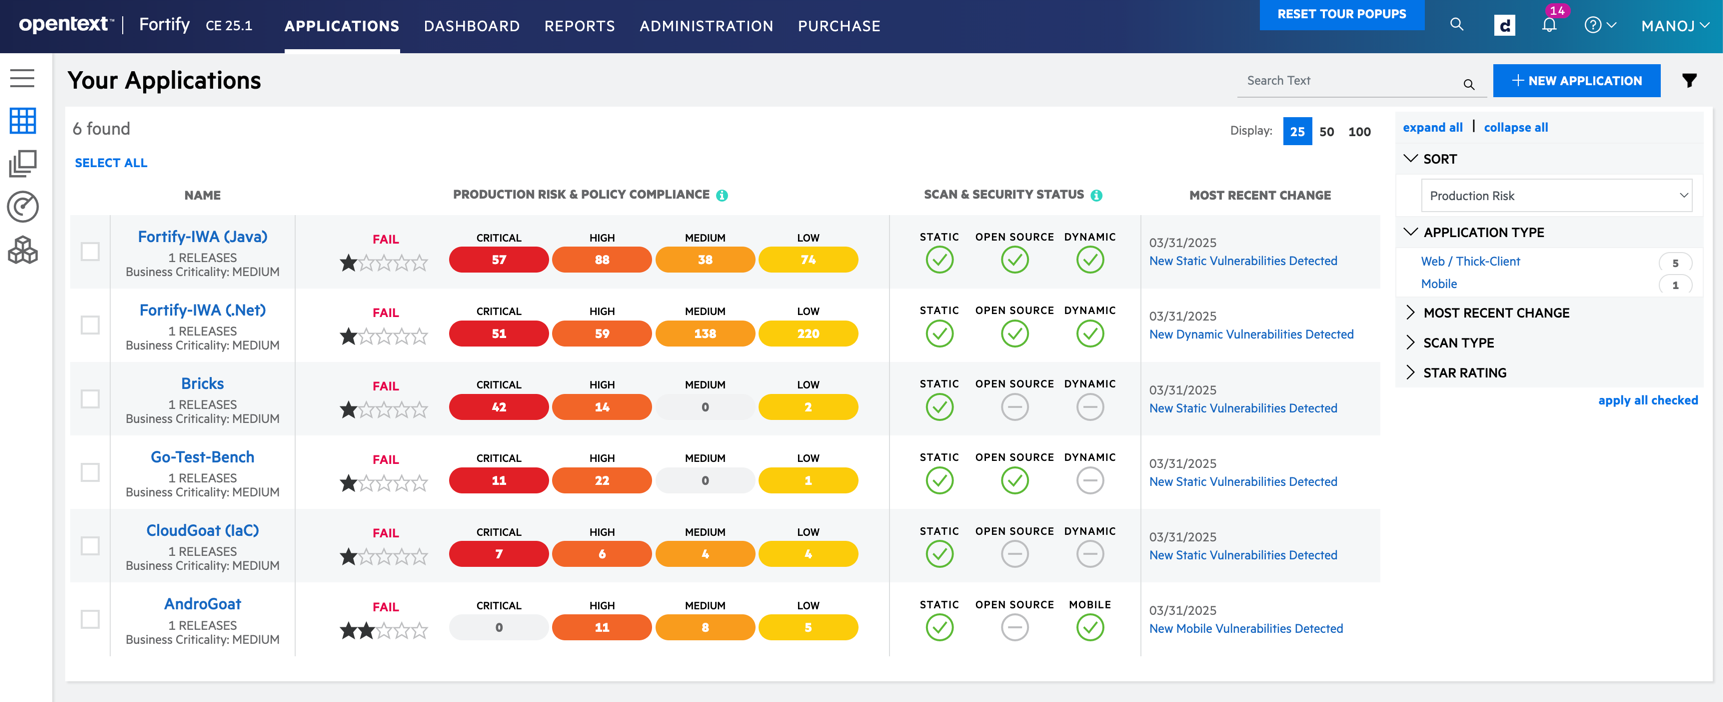 opentext™ | Fortify CE 25.1 APPLICATIONS DASHBOARD REPORTS ADMINISTRATION PURCHASE RESET TOUR POPUPS d 14 MANOJ
Your Applications
Search Text
+ NEW APPLICATION
6 found
Display: 25 50 100
SELECT ALL
NAME PRODUCTION RISK & POLICY COMPLIANCE SCAN & SECURITY STATUS MOST RECENT CHANGE
Fortify-IWA (Java)
1 RELEASES
Business Criticality: MEDIUM
FAIL
CRITICAL HIGH MEDIUM LOW
57 88 38 74
STATIC OPEN SOURCE DYNAMIC
03/31/2025
New Static Vulnerabilities Detected
Fortify-IWA (.Net)
1 RELEASES
Business Criticality: MEDIUM
FAIL
CRITICAL HIGH MEDIUM LOW
51 59 138 220
STATIC OPEN SOURCE DYNAMIC
03/31/2025
New Dynamic Vulnerabilities Detected
Bricks
1 RELEASES
Business Criticality: MEDIUM
FAIL
CRITICAL HIGH MEDIUM LOW
42 14 0 2
STATIC OPEN SOURCE DYNAMIC
03/31/2025
New Static Vulnerabilities Detected
Go-Test-Bench
1 RELEASES
Business Criticality: MEDIUM
FAIL
CRITICAL HIGH MEDIUM LOW
11 22 0 1
STATIC OPEN SOURCE DYNAMIC
03/31/2025
New Static Vulnerabilities Detected
CloudGoat (IaC)
1 RELEASES
Business Criticality: MEDIUM
FAIL
CRITICAL HIGH MEDIUM LOW
7 6 4 4
STATIC OPEN SOURCE DYNAMIC
03/31/2025
New Static Vulnerabilities Detected
AndroGoat
1 RELEASES
Business Criticality: MEDIUM
FAIL
CRITICAL HIGH MEDIUM LOW
0 11 8 5
STATIC OPEN SOURCE MOBILE
03/31/2025
New Mobile Vulnerabilities Detected
expand all | collapse all
SORT
Production Risk
APPLICATION TYPE
Web / Thick-Client 5
Mobile 1
MOST RECENT CHANGE
SCAN TYPE
STAR RATING
apply all checked